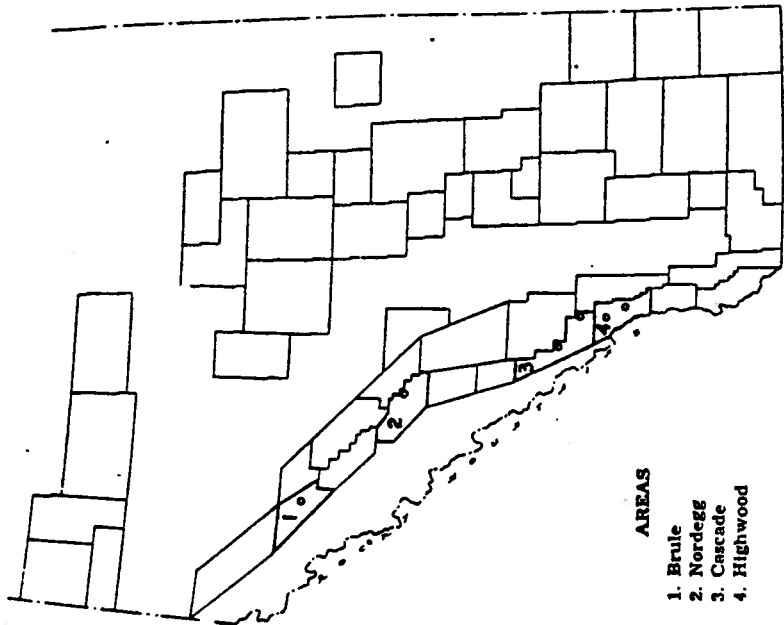 1
2
3
4
AREAS
1. Brule
2. Nordegg
3. Cascade
4. Highwood